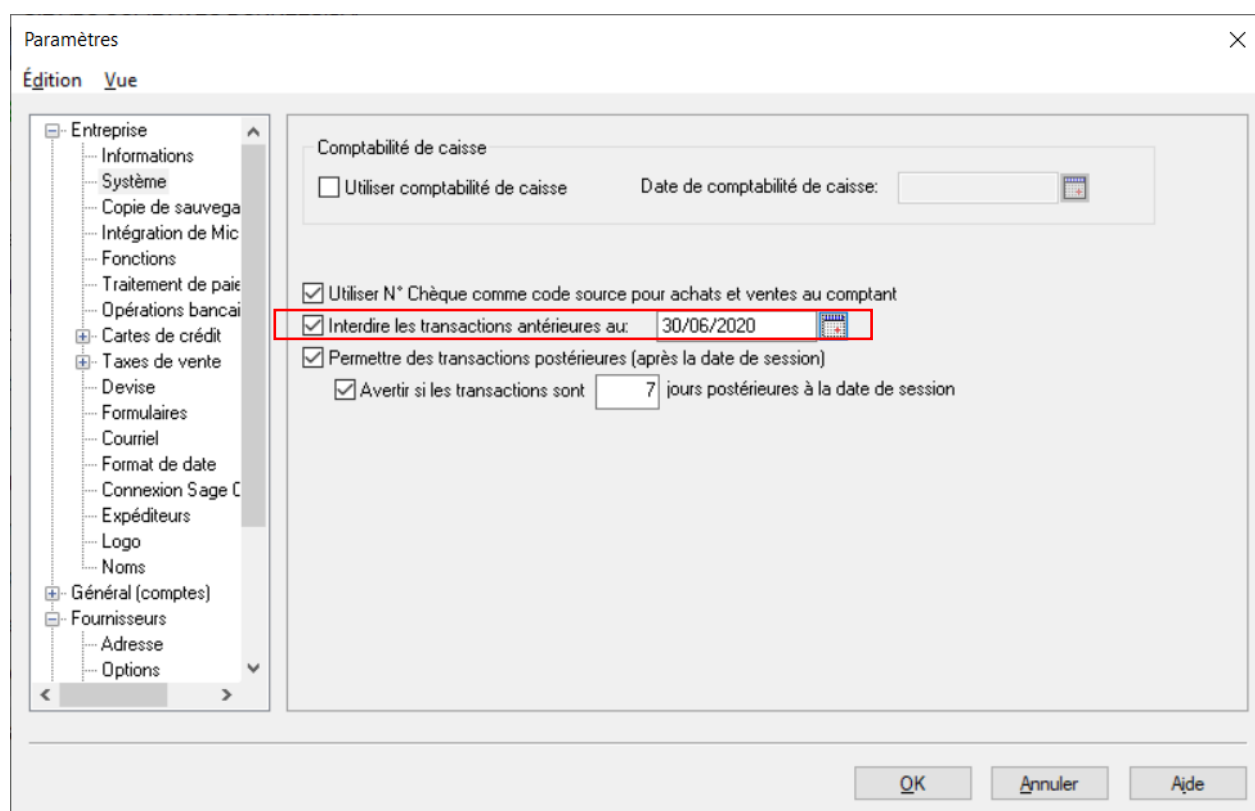 Paramètres
Édition Vue
Entreprise
Informations
Système
Copie de sauvega
Intégration de Mic
Fonctions
Traitement de paie
Opérations bancai
Cartes de crédit
Taxes de vente
Devise
Formulaires
Courriel
Format de date
Connexion Sage C
Expéditeurs
Logo
Noms
Général (comptes)
Fournisseurs
Adresse
Options
Comptabilité de caisse
Utiliser comptabilité de caisse Date de comptabilité de caisse:
Utiliser N° Chèque comme code source pour achats et ventes au comptant
Interdire les transactions antérieures au: 30/06/2020
Permettre des transactions postérieures (après la date de session)
Avertir si les transactions sont 7 jours postérieures à la date de session
OK Annuler Aide